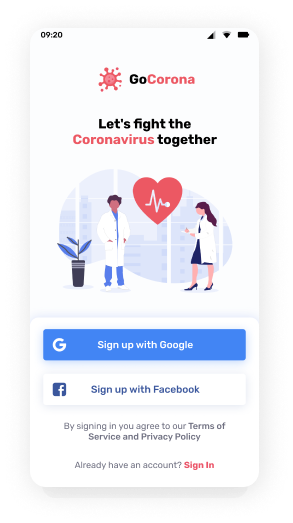 09:20
GoCorona
Let's fight the
Coronavirus together
G
Sign up with Google
f
Sign up with Facebook
By signing in you agree to our Terms of
Service and Privacy Policy
Already have an account? Sign In